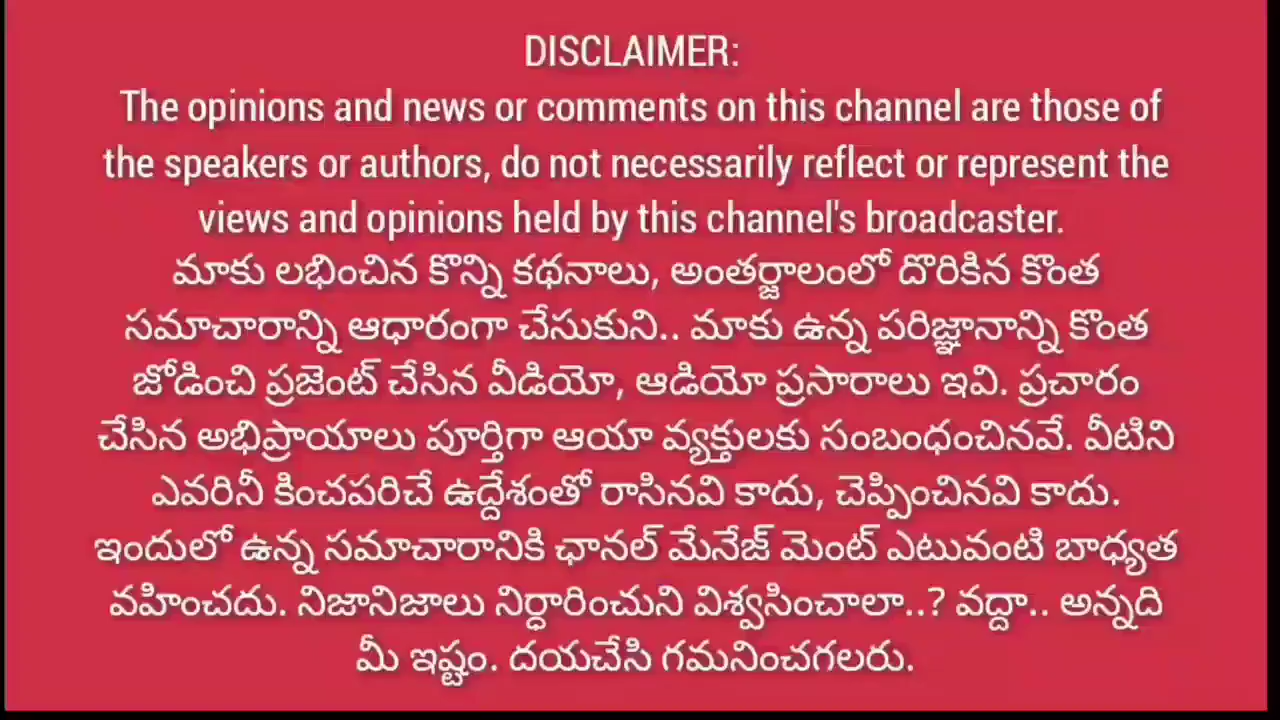 DISCLAIMER:
The opinions and news or comments on this channel are those of
the speakers or authors, do not necessarily reflect or represent the
views and opinions held by this channel's broadcaster.
మాకు లభించిన కొన్ని కథనాలు, అంతర్జాలంలో దొరికిన కొంత
సమాచారాన్ని ఆధారంగా చేసుకుని.. మాకు ఉన్న పరిజ్ఞానాన్ని కొంత
జోడించి ప్రజెంట్ చేసిన వీడియో, ఆడియో ప్రసారాలు ఇవి. ప్రచారం
చేసిన అభిప్రాయాలు పూర్తిగా ఆయా వ్యక్తులకు సంబంధంచినవే. వీటిని
ఎవరినీ కించపరిచే ఉద్దేశంతో రాసినవి కాదు, చెప్పించినవి కాదు.
ఇందులో ఉన్న సమాచారానికి ఛానల్ మేనేజ్ మెంట్ ఎటువంటి బాధ్యత
వహించదు. నిజానిజాలు నిర్ధారించుని విశ్వసించాలా..? వద్దా.. అన్నది
మీ ఇష్టం. దయచేసి గమనించగలరు.